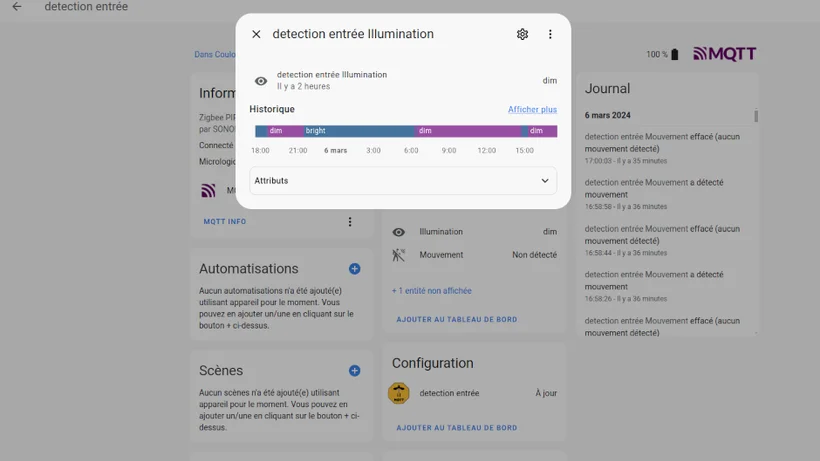 detection entrée
detection entrée Illumination
detection entrée Illumination
Il y a 2 heures
dim
Historique
Afficher plus
dim
bright
dim
dim
18:00
21:00
6 mars
3:00
6:00
9:00
12:00
15:00
Attributs
Dans Coulo
Inform
Zigbee PIF
par SONO
Connecté
Micrologic
MQTT INFO
Automatisations
Aucun automatisations n'a été ajouté(e)
utilisant appareil pour le moment. Vous
pouvez en ajouter un/une en cliquant sur le
bouton + ci-dessus.
Scènes
Aucun scènes n'a été ajouté(e) utilisant
appareil pour le moment. Vous pouvez en
ajouter un/une en cliquant sur le bouton + ci-
dessus.
Illumination
dim
Mouvement
Non détecté
+ 1 entité non affichée
AJOUTER AU TABLEAU DE BORD
Configuration
detection entrée
À jour
AJOUTER AU TABLEAU DE BORD
100 %
MQTT
Journal
6 mars 2024
detection entrée Mouvement effacé (aucun
mouvement détecté)
17:00:03 - Il y a 35 minutes
detection entrée Mouvement a détecté
mouvement
16:58:58 - Il y a 36 minutes
detection entrée Mouvement effacé (aucun
mouvement détecté)
16:58:44 - Il y a 36 minutes
detection entrée Mouvement a détecté
mouvement
16:58:26 - Il y a 36 minutes
detection entrée Mouvement effacé (aucun
mouvement détecté)